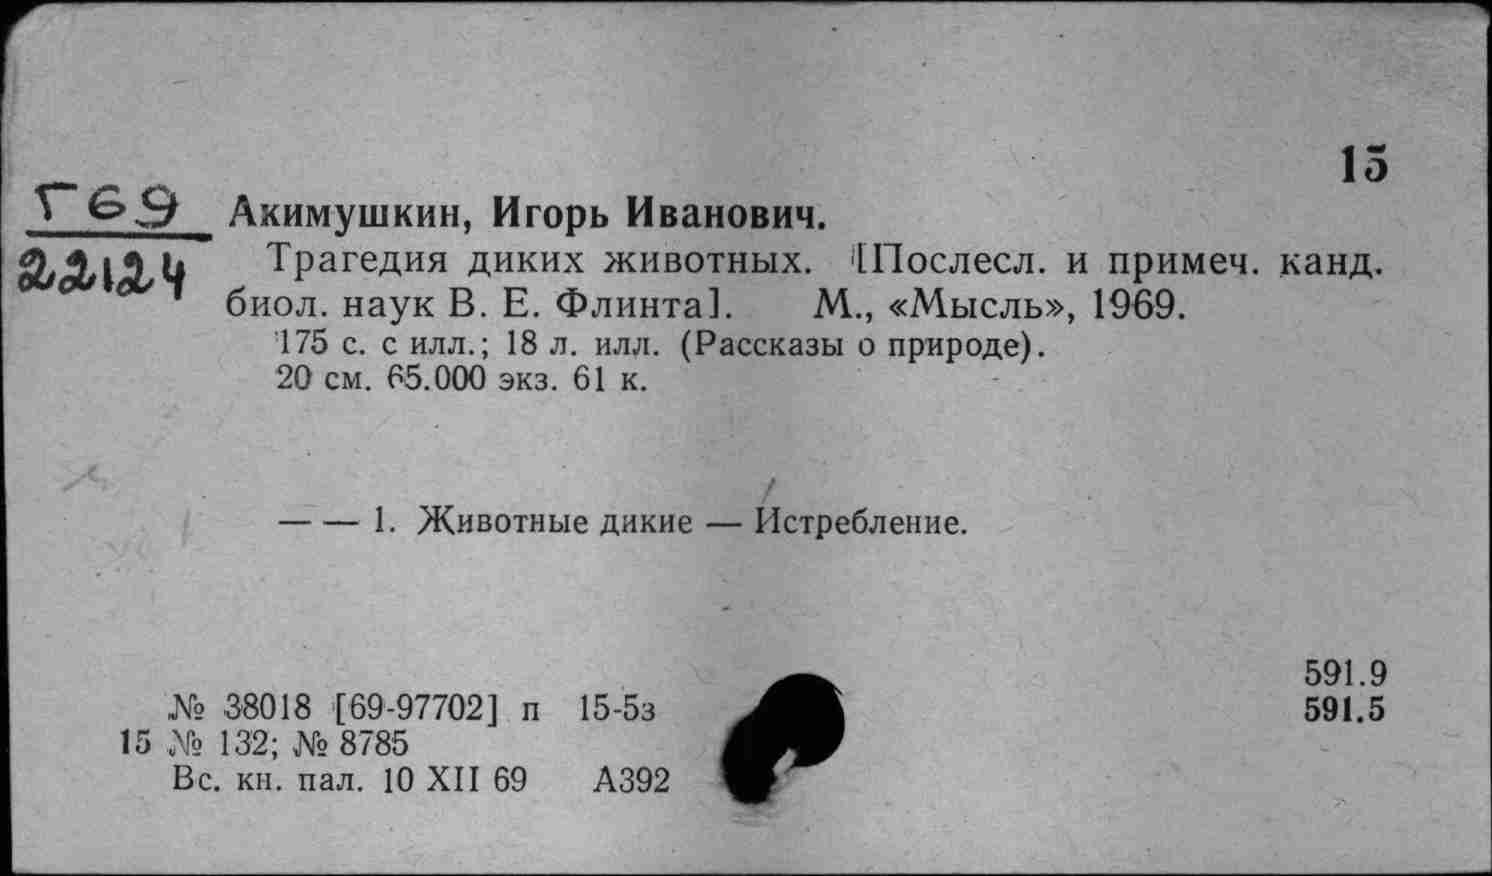 15
Г69
22124
Акимушкин, Игорь Иванович.
Трагедия диких животных. [Послесл. и примеч. канд.
биол. наук В. Е. Флинта]. М., «Мысль», 1969.
175 с. с илл.; 18 л. илл. (Рассказы о природе).
20 см. 65.000 экз. 61 к.
— — 1. Животные дикие — Истребление.
591.9
№ 38018 [69-97702] п 15-5з
591.5
15 № 132; № 8785
Вс. кн. пал. 10 XII 69 А392